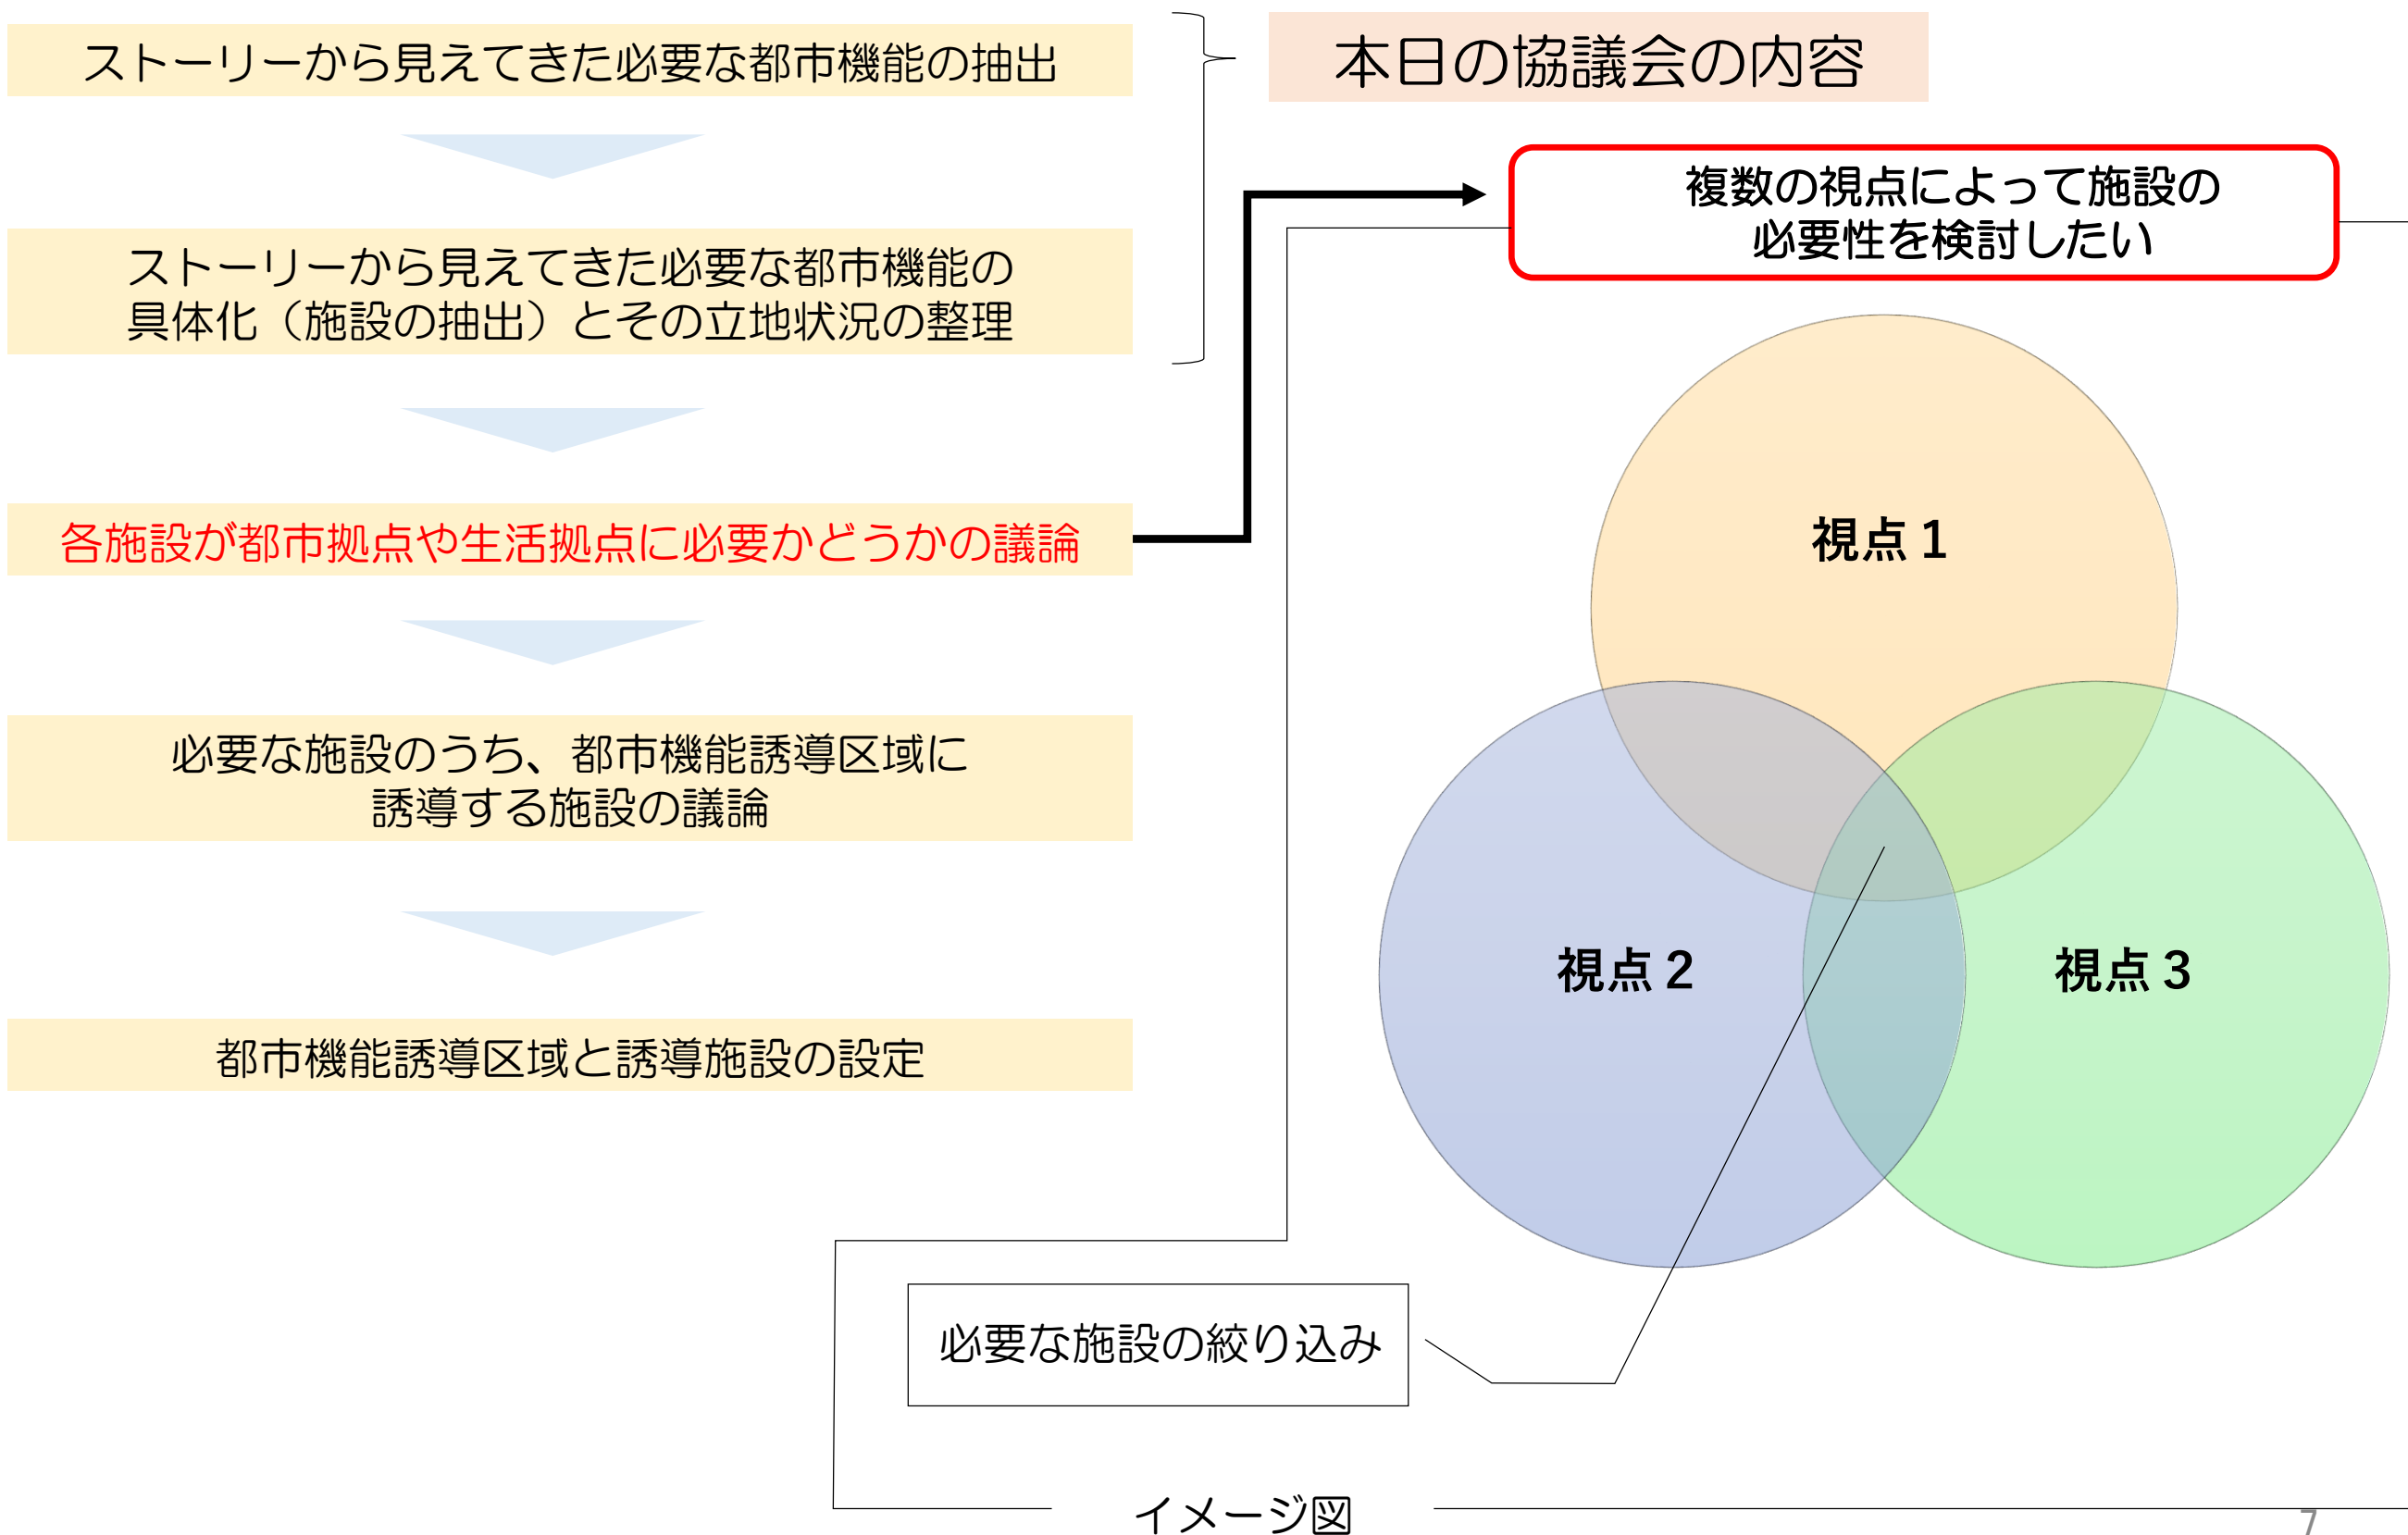 ストーリーから見えてきた必要な都市機能の抽出
本日の協議会の内容
ストーリーから見えてきた必要な都市機能の
具体化（施設の抽出）とその立地状況の整理
各施設が都市拠点や生活拠点に必要かどうかの議論
必要な施設のうち、都市機能誘導区域に
誘導する施設の議論
都市機能誘導区域と誘導施設の設定
複数の視点によって施設の
必要性を検討したい
視点１
視点２
視点３
必要な施設の絞り込み
イメージ図
7